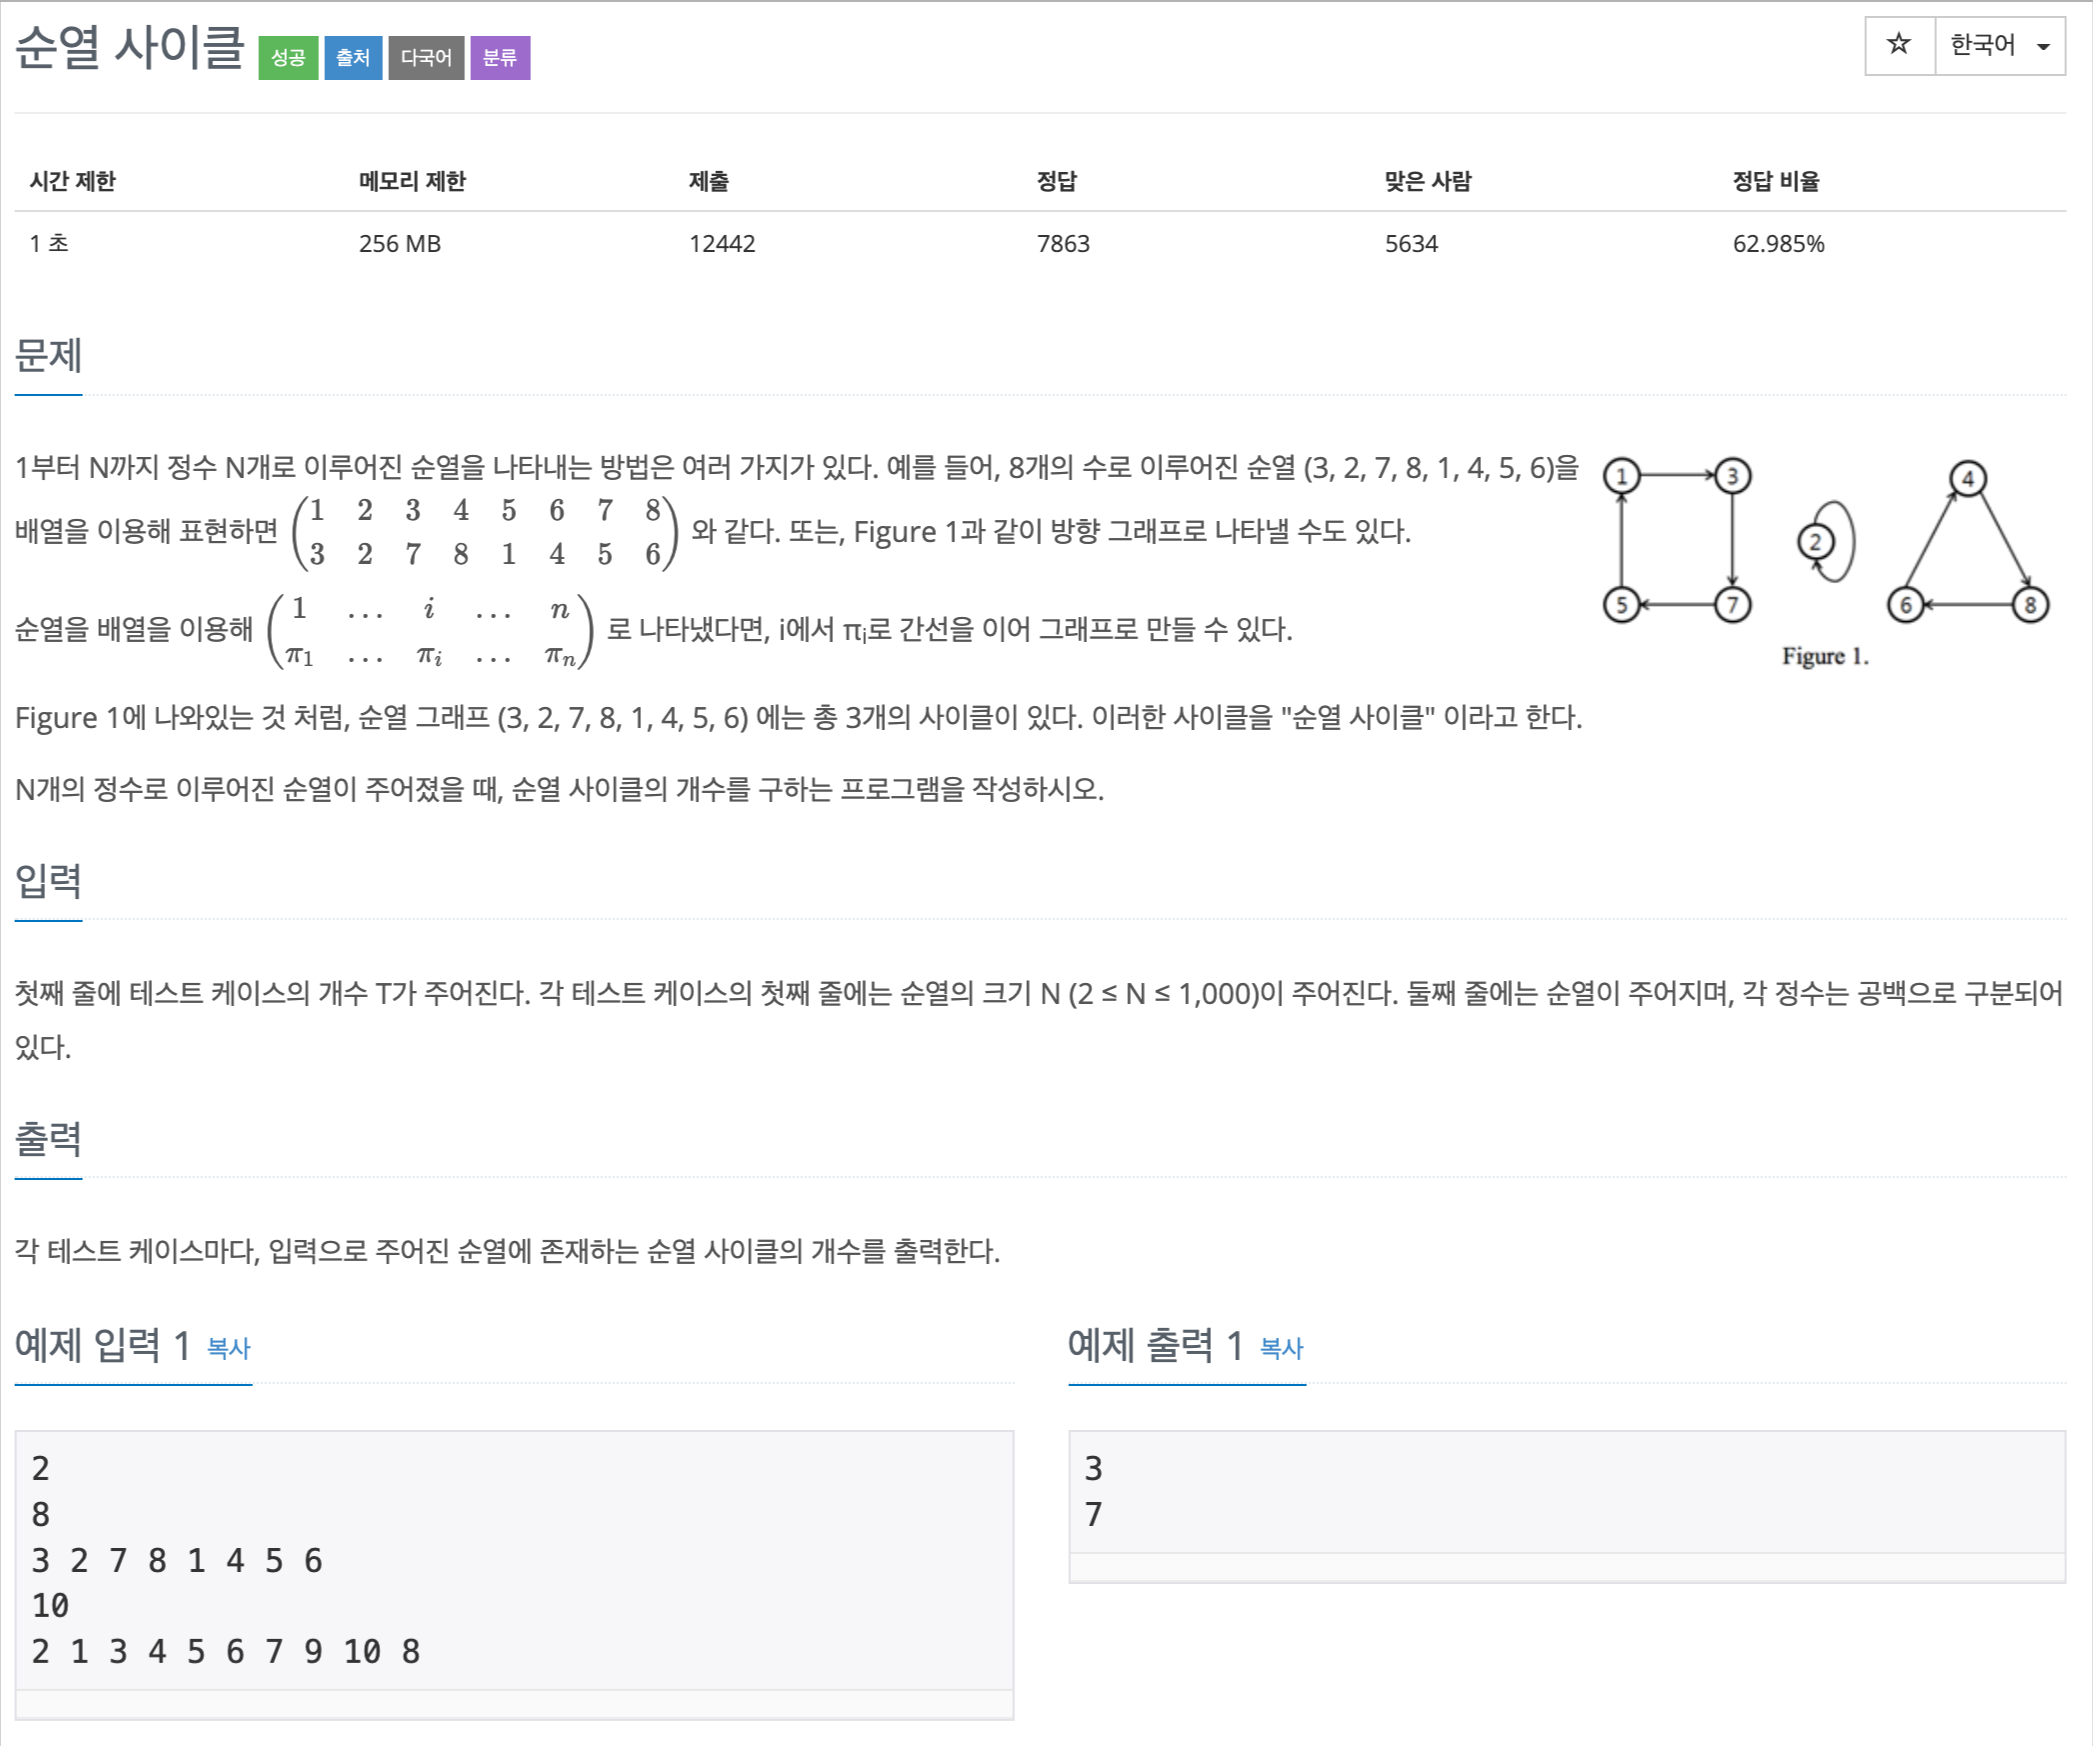 순열 사이클 성공 출처 다국어 분류
☆ 한국어
시간 제한 메모리 제한 제출 정답 맞은 사람 정답 비율
1 초 256 MB 12442 7863 5634 62.985%
문제
1부터 N까지 정수 N개로 이루어진 순열을 나타내는 방법은 여러 가지가 있다. 예를 들어, 8개의 수로 이루어진 순열 (3, 2, 7, 8, 1, 4, 5, 6)을
배열을 이용해 표현하면 (1 2 3 4 5 6 7 8
3 2 7 8 1 4 5 6) 와 같다. 또는, Figure 1과 같이 방향 그래프로 나타낼 수도 있다.
순열을 배열을 이용해 (1 ... i ... n
π1 ... πi ... πn) 로 나타냈다면, i에서 πi로 간선을 이어 그래프로 만들 수 있다.
1 3
2
5 7
4
6 8
Figure 1.
Figure 1에 나와있는 것 처럼, 순열 그래프 (3, 2, 7, 8, 1, 4, 5, 6) 에는 총 3개의 사이클이 있다. 이러한 사이클을 "순열 사이클" 이라고 한다.
N개의 정수로 이루어진 순열이 주어졌을 때, 순열 사이클의 개수를 구하는 프로그램을 작성하시오.
입력
첫째 줄에 테스트 케이스의 개수 T가 주어진다. 각 테스트 케이스의 첫째 줄에는 순열의 크기 N (2 ≤ N ≤ 1,000)이 주어진다. 둘째 줄에는 순열이 주어지며, 각 정수는 공백으로 구분되어
있다.
출력
각 테스트 케이스마다, 입력으로 주어진 순열에 존재하는 순열 사이클의 개수를 출력한다.
예제 입력 1 복사
2
8
3 2 7 8 1 4 5 6
10
2 1 3 4 5 6 7 9 10 8
예제 출력 1 복사
3
7